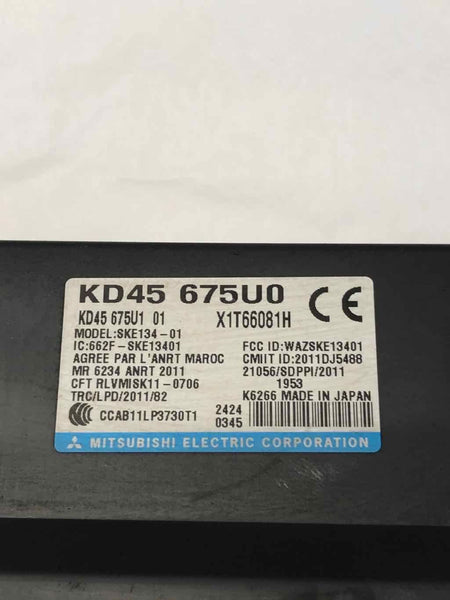 KD45 675U0
KD45 675U1 01 X1T66081H
MODEL:SKE134-01
IC:662F-SKE13401 FCC ID:WAZSKE13401
AGREE PAR L'ANRT MAROC CMIIT ID:2011DJ5488
MR 6234 ANRT 2011 21056/SDPPI/2011
CFT RLVMISK11-0706 1953
TRC/LPD/2011/82 K6266 MADE IN JAPAN
CCAB11LP3730T1 2424
0345
MITSUBISHI ELECTRIC CORPORATION